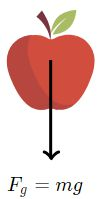 F_g = mg